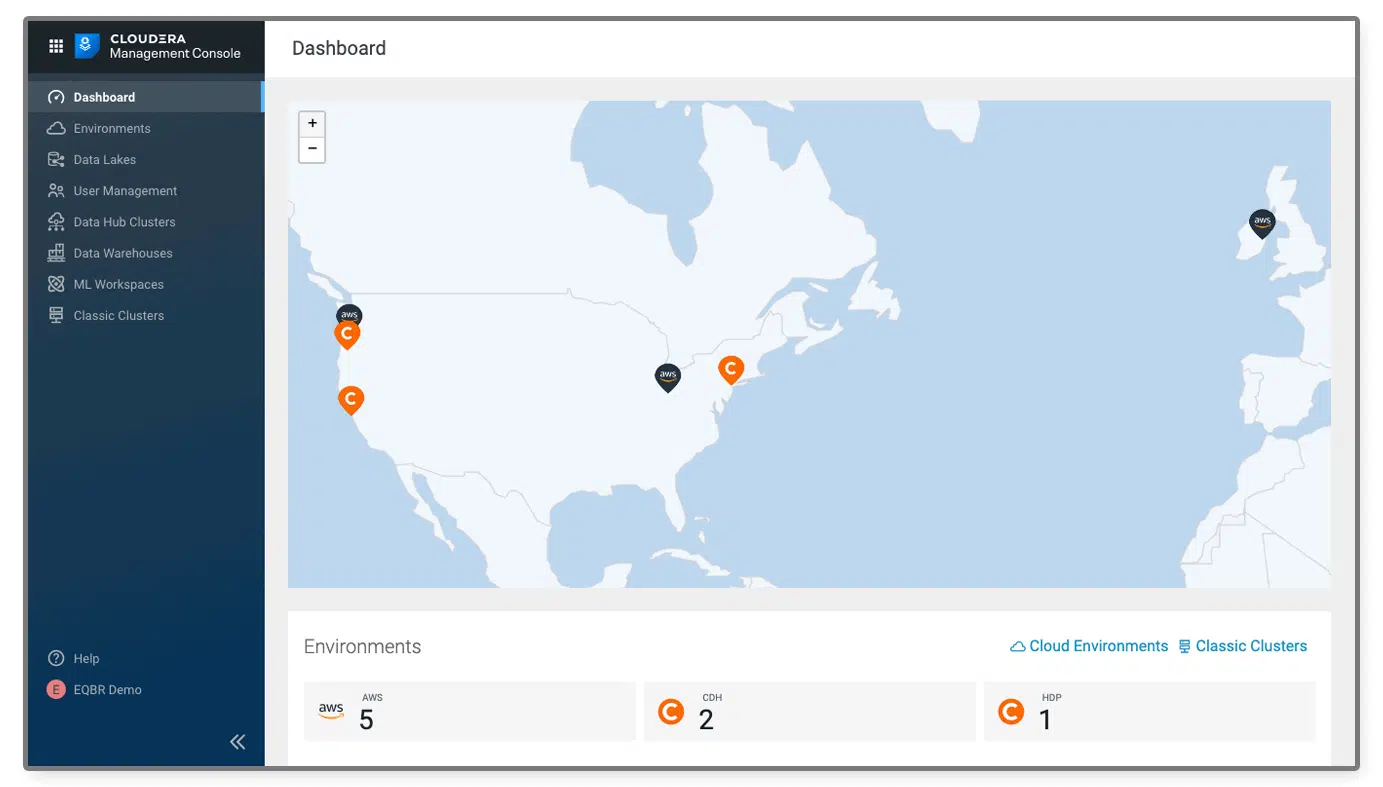 CLOUDERA
Management Console
Dashboard
Environments
Data Lakes
User Management
Data Hub Clusters
Data Warehouses
ML Workspaces
Classic Clusters
Help
E EQBR Demo
Dashboard
+
−
aws
aws
C
C
aws
C
Environments
Cloud Environments
Classic Clusters
aws
AWS
5
C
CDH
2
C
HDP
1